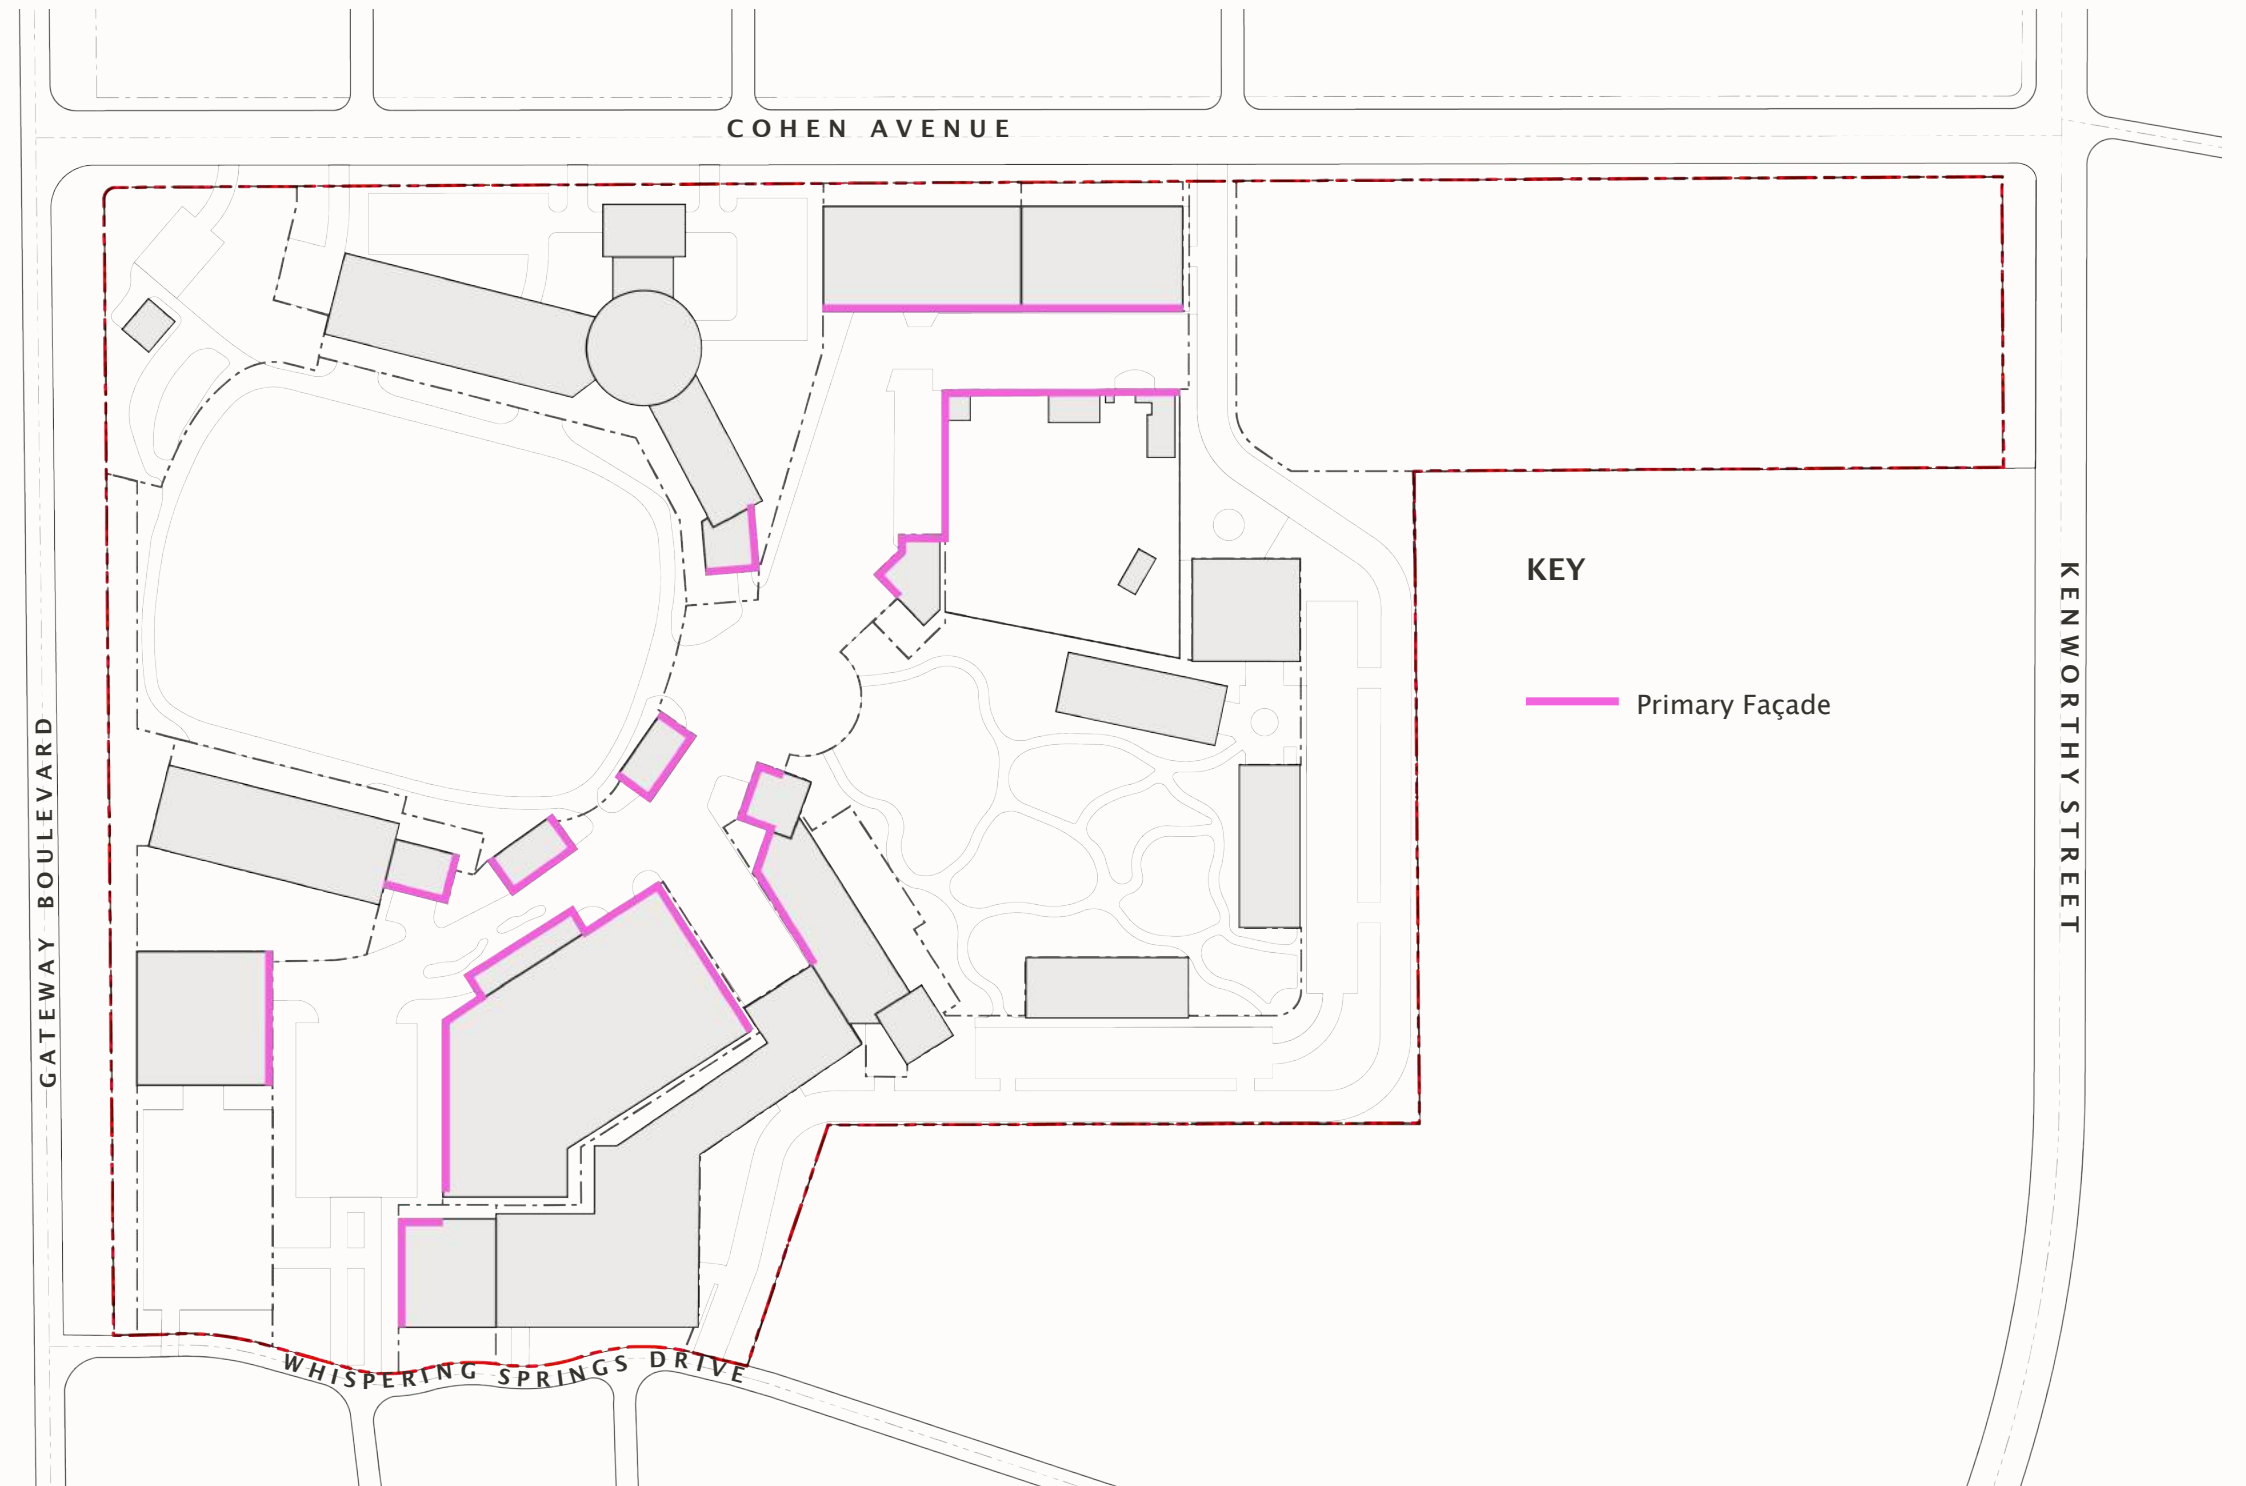 COHEN AVENUE
KEY
Primary Façade
KENWORTHY STREET
GATEWAY BOULEVARD
WHISPERING SPRINGS DRIVE